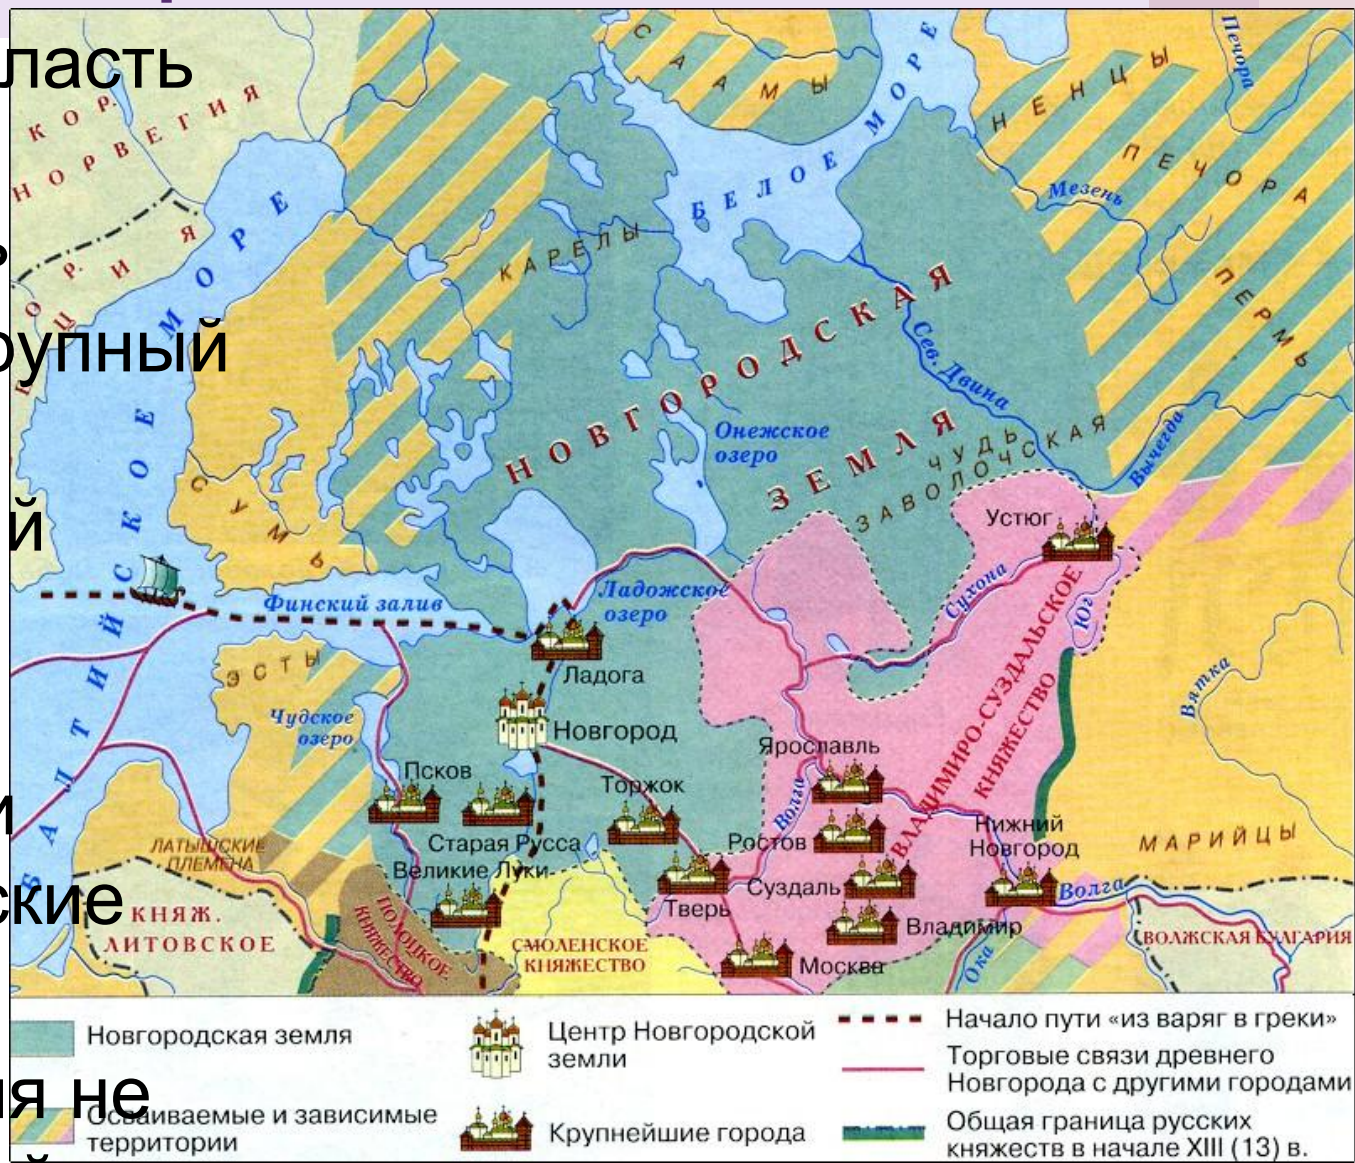 ласть
рупный
й
и
ские
я не
КОР. НОРВЕГИЯ
СААМЫ
НЕНЦЫ
Печора
ПЕЧОРА
Мезень
ПЕРМЬ
БЕЛОЕ МОРЕ
КАРЕЛЫ
НОВГОРОДСКАЯ
ЗЕМЛЯ
Сев. Двина
ЧУДЬ
ЗАВОЛОЧСКАЯ
Вычегда
Онежское
озеро
БАЛТИЙСКОЕ МОРЕ
СУМЬ
Устюг
Сухона
Юг
Финский залив
Ладожское
озеро
ЭСТЫ
Ладога
Вятка
Чудское
озеро
Новгород
ВЛАДИМИРО-СУЗДАЛЬСКОЕ
КНЯЖЕСТВО
Ярославль
Псков
Торжок
Волга
Старая Русса
Ростов
Нижний
Новгород
МАРИЙЦЫ
ЛАТЫШСКИЕ
ПЛЕМЕНА
Великие Луки
Суздаль
Волга
Тверь
Владимир
КНЯЖ.
ЛИТОВСКОЕ
ПОЛОЦКОЕ
КНЯЖЕСТВО
СМОЛЕНСКОЕ
КНЯЖЕСТВО
Москва
Ока
ВОЛЖСКАЯ БУЛГАРИЯ
Новгородская земля
Осваиваемые и зависимые
территории
Центр Новгородской
земли
Крупнейшие города
Начало пути «из варяг в греки»
Торговые связи древнего
Новгорода с другими городами
Общая граница русских
княжеств в начале XIII (13) в.